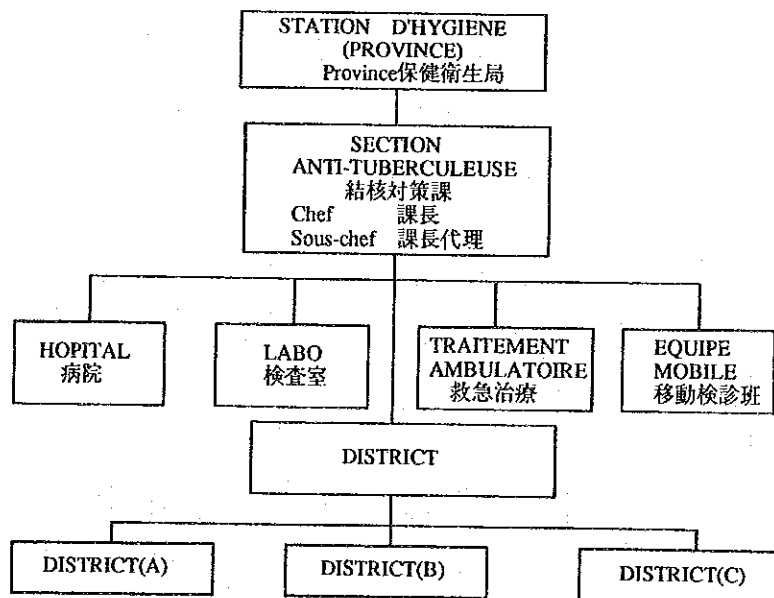 STATION D'HYGIENE
(PROVINCE)
Province保健衛生局
SECTION
ANTI-TUBERCULEUSE
結核対策課
Chef 課長
Sous-chef 課長代理
HOPITAL
病院
LABO
検査室
TRAITEMENT
AMBULATOIRE
救急治療
EQUIPE
MOBILE
移動検診班
DISTRICT
DISTRICT(A)
DISTRICT(B)
DISTRICT(C)